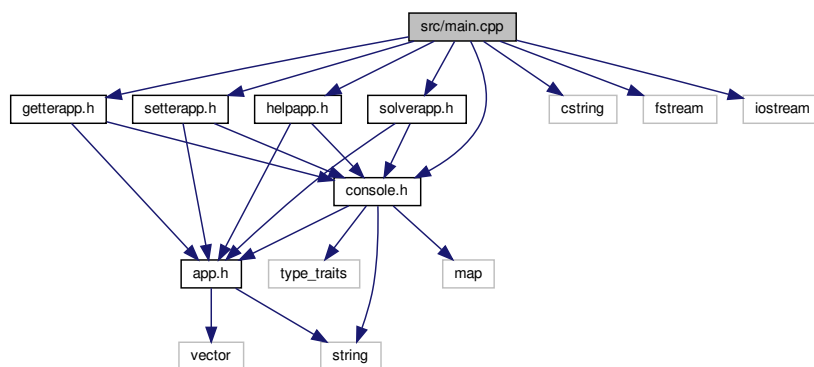 src/main.cpp
getterapp.h
setterapp.h
helpapp.h
solverapp.h
cstring
fstream
iostream
console.h
app.h
type_traits
map
vector
string